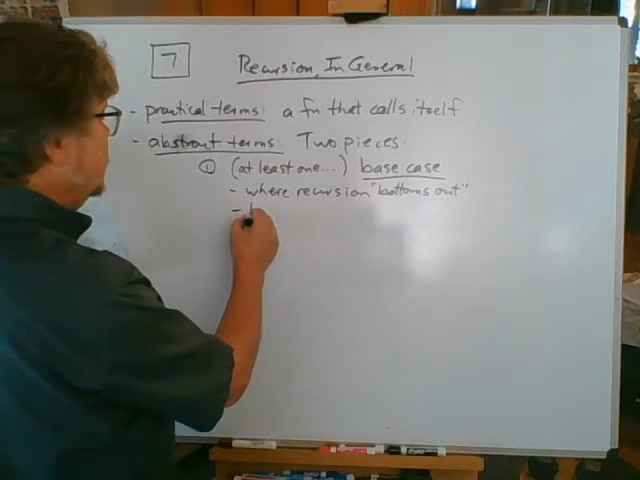 7
Recursion, In General
- practical terms: a fn that calls itself
- abstract terms: Two pieces.
① (at least one...) base case
- where recursion "bottoms out"
-